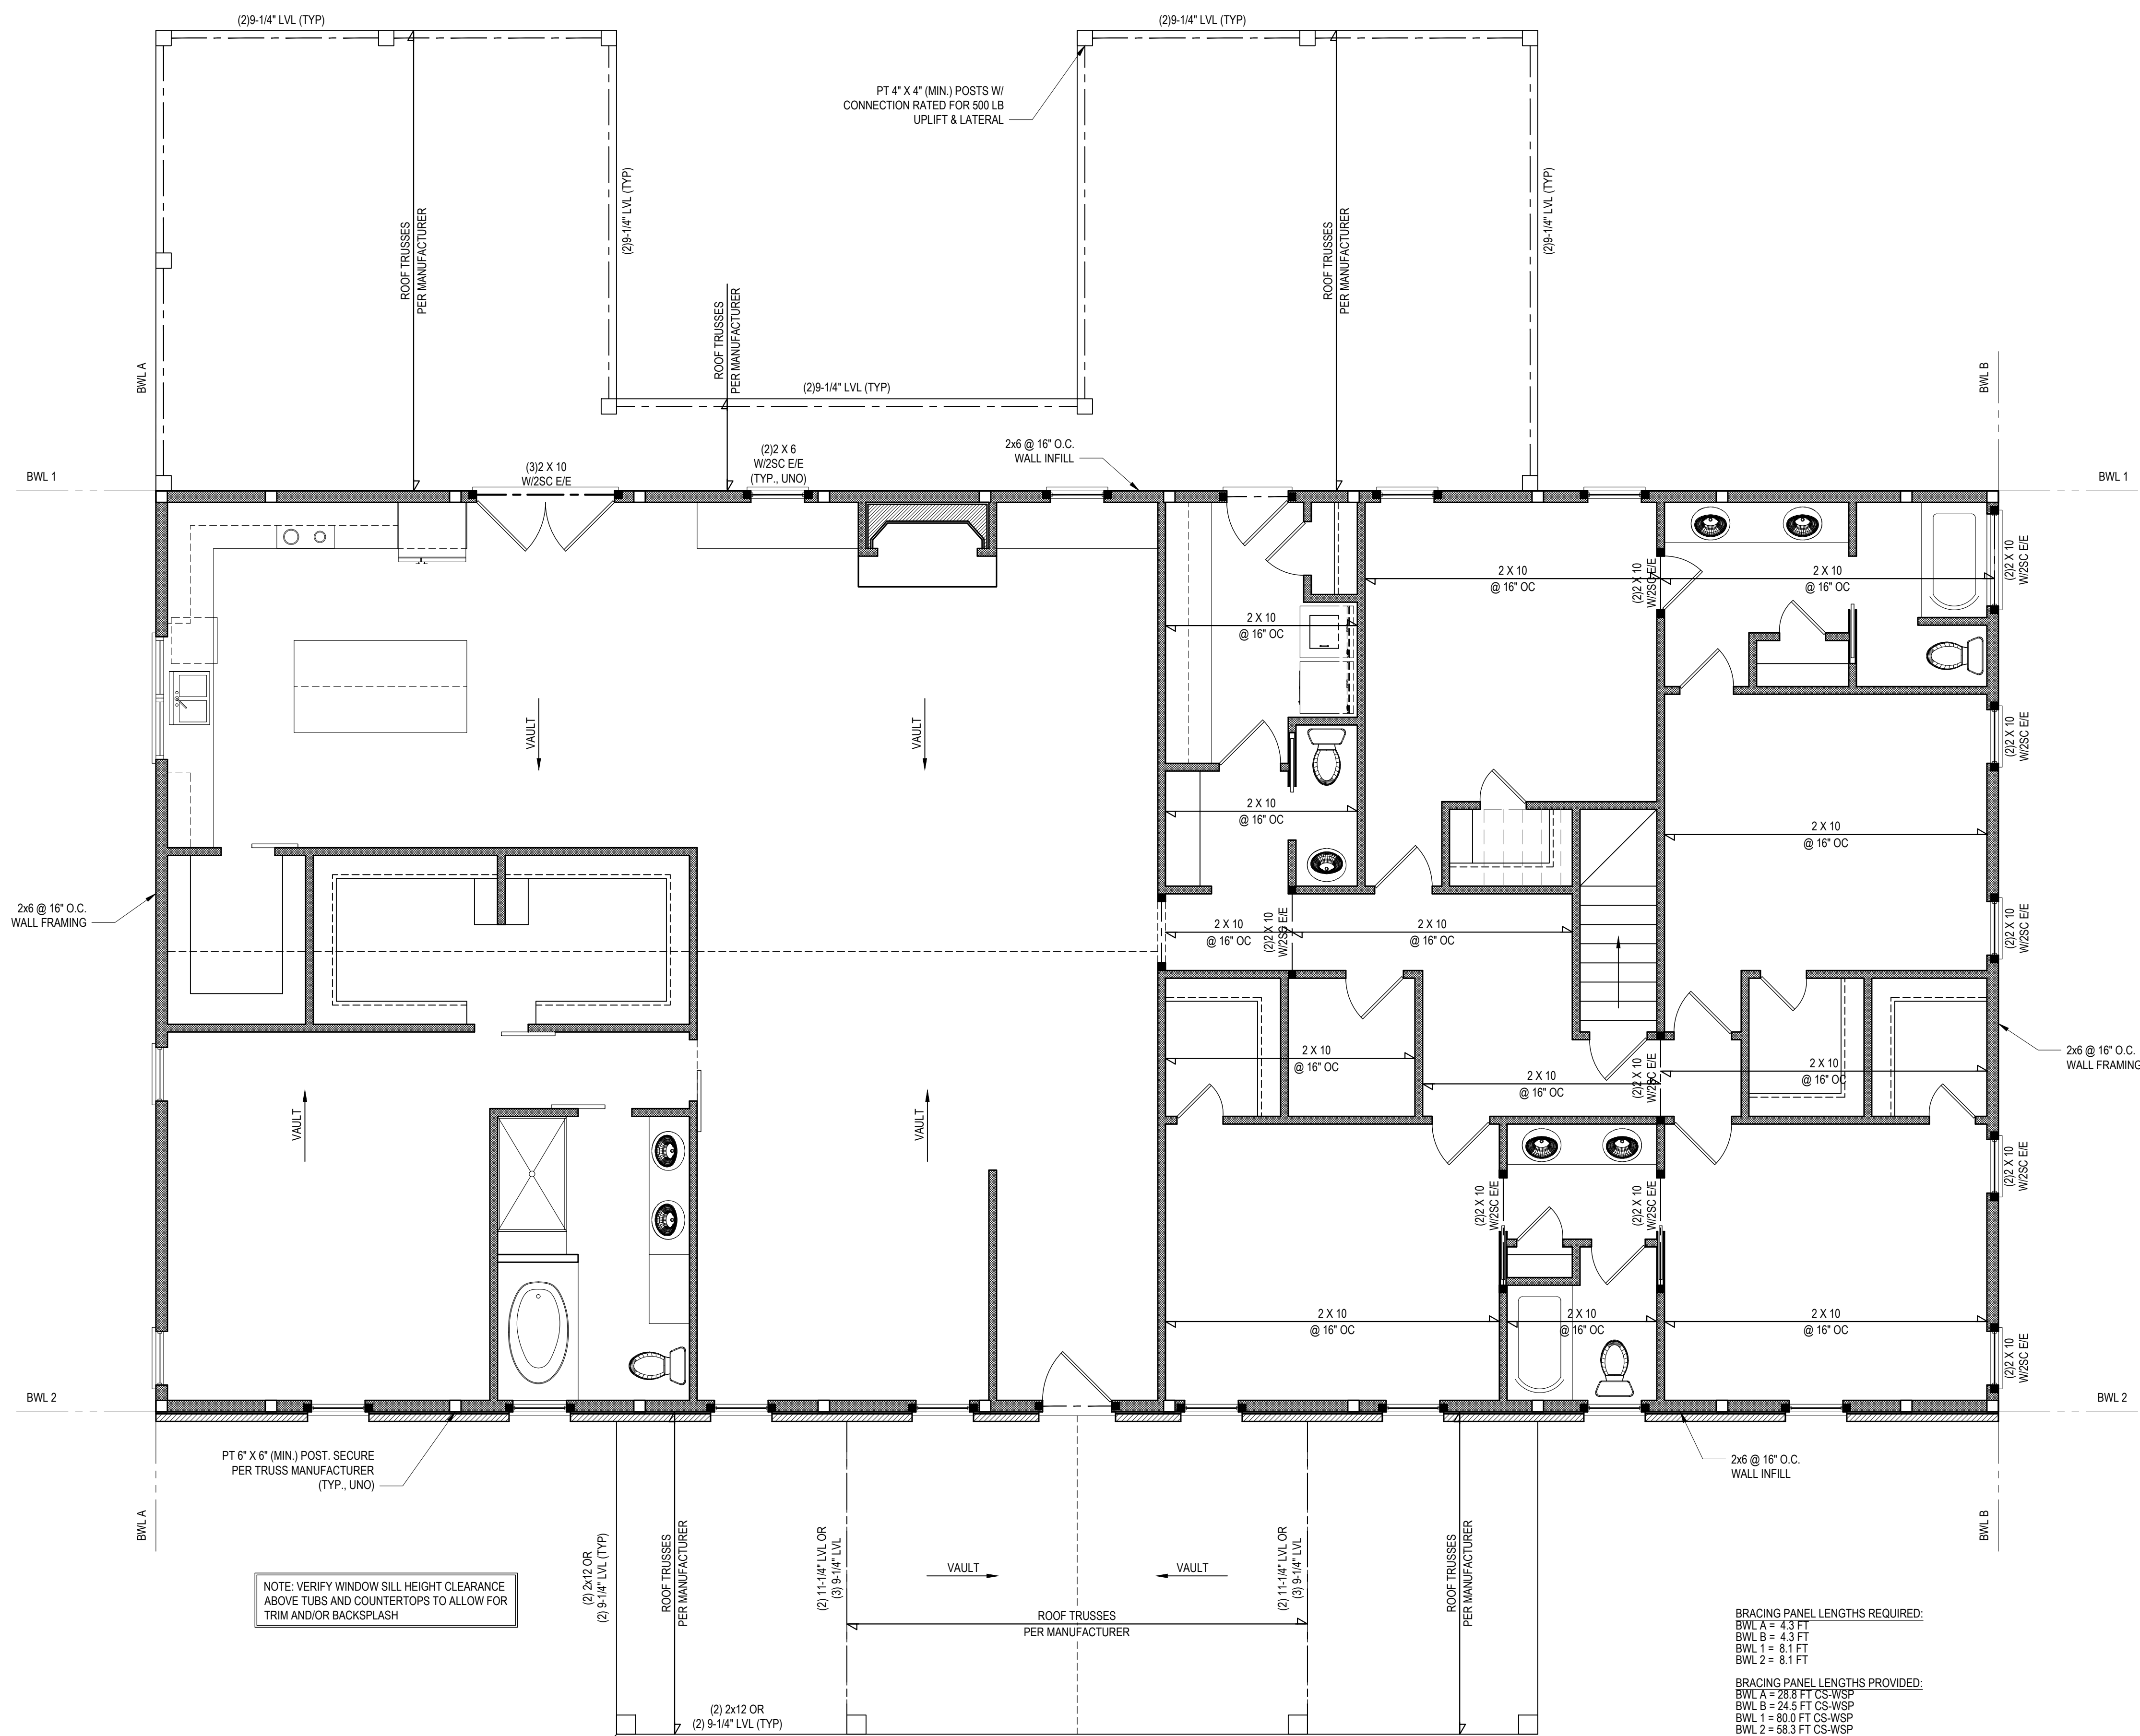 (2)9-1/4" LVL (TYP)
(2)9-1/4" LVL (TYP)
PT 4" X 4" (MIN.) POSTS W/
CONNECTION RATED FOR 500 LB
UPLIFT & LATERAL
(2)9-1/4" LVL (TYP)
(2)9-1/4" LVL (TYP)
ROOF TRUSSES
PER MANUFACTURER
ROOF TRUSSES
PER MANUFACTURER
ROOF TRUSSES
PER MANUFACTURER
BWL A
BWL B
(2)9-1/4" LVL (TYP)
2x6 @ 16" O.C.
WALL INFILL
(2)2 X 6
W/2SC E/E
(TYP., UNO)
(3)2 X 10
W/2SC E/E
BWL 1
BWL 1
2 X 10
@ 16" OC
(2)2 X 10
W/2SC E/E
2 X 10
@ 16" OC
(2)2 X 10
W/2SC E/E
2 X 10
@ 16" OC
VAULT
VAULT
(2)2 X 10
W/2SC E/E
2 X 10
@ 16" OC
2 X 10
@ 16" OC
2x6 @ 16" O.C.
WALL FRAMING
2 X 10
@ 16" OC
(2)2 X 10
W/2SC E/E
2 X 10
@ 16" OC
(2)2 X 10
W/2SC E/E
2 X 10
@ 16" OC
2 X 10
@ 16" OC
(2)2 X 10
W/2SC E/E
2 X 10
@ 16" OC
2x6 @ 16" O.C.
WALL FRAMING
VAULT
VAULT
(2)2 X 10
W/2SC E/E
(2)2 X 10
W/2SC E/E
(2)2 X 10
W/2SC E/E
2 X 10
@ 16" OC
2 X 10
@ 16" OC
2 X 10
@ 16" OC
(2)2 X 10
W/2SC E/E
BWL 2
BWL 2
PT 6" X 6" (MIN.) POST. SECURE
PER TRUSS MANUFACTURER
(TYP., UNO)
2x6 @ 16" O.C.
WALL INFILL
BWL A
BWL B
NOTE: VERIFY WINDOW SILL HEIGHT CLEARANCE
ABOVE TUBS AND COUNTERTOPS TO ALLOW FOR
TRIM AND/OR BACKSPLASH
(2) 2x12 OR
(2) 9-1/4" LVL (TYP)
ROOF TRUSSES
PER MANUFACTURER
(2) 11-1/4" LVL OR
(3) 9-1/4" LVL
VAULT
VAULT
ROOF TRUSSES
PER MANUFACTURER
(2) 11-1/4" LVL OR
(3) 9-1/4" LVL
ROOF TRUSSES
PER MANUFACTURER
(2) 2x12 OR
(2) 9-1/4" LVL (TYP)
BRACING PANEL LENGTHS REQUIRED:
BWL A = 4.3 FT
BWL B = 4.3 FT
BWL 1 = 8.1 FT
BWL 2 = 8.1 FT
BRACING PANEL LENGTHS PROVIDED:
BWL A = 28.8 FT CS-WSP
BWL B = 24.5 FT CS-WSP
BWL 1 = 80.0 FT CS-WSP
BWL 2 = 58.3 FT CS-WSP